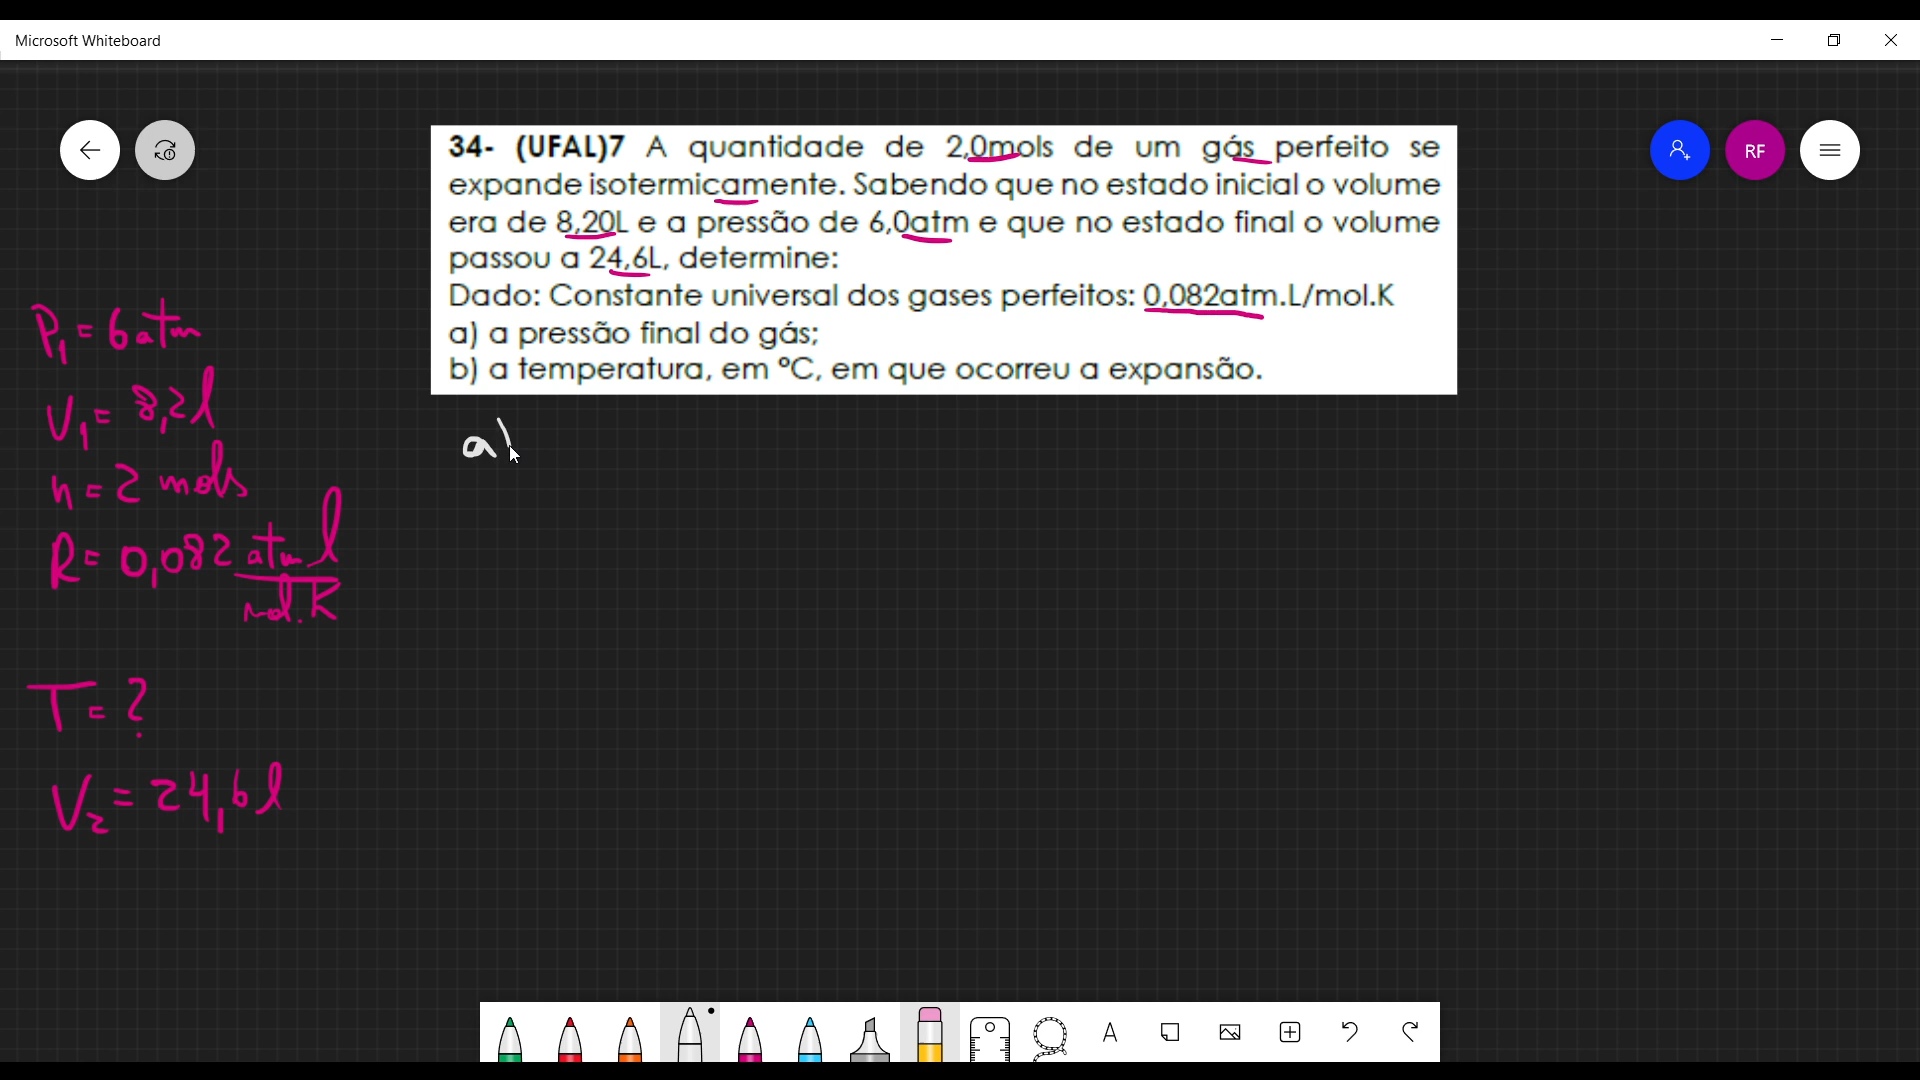 Microsoft Whiteboard
34- (UFAL)7 A quantidade de 2,0mols de um gás perfeito se
expande isotermicamente. Sabendo que no estado inicial o volume
era de 8,20L e a pressão de 6,0atm e que no estado final o volume
passou a 24,6L, determine:
Dado: Constante universal dos gases perfeitos: 0,082atm.L/mol.K
a) a pressão final do gás;
b) a temperatura, em ºC, em que ocorreu a expansão.
RF
P₁ = 6 atm
V₁ = 8,2 l
n = 2 mols
R = 0,082 atm l
mol.K
T = ?
V₂ = 24,6 l
a)
A